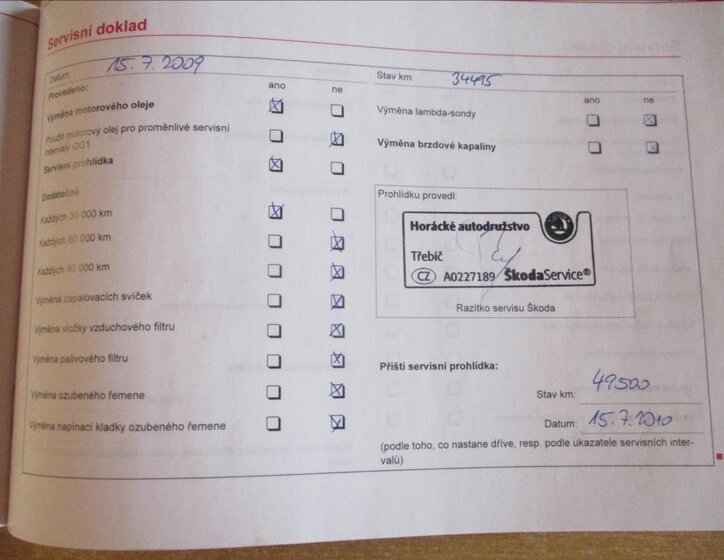 Servisní doklad
Datum: 15. 7. 2009
Stav km: 34495
Provedeno:
ano ne
Výměna motorového oleje
Použit motorový olej pro proměnlivé servisní
intervaly QG1
Servisní prohlídka
Dodatečně
Každých 30 000 km
Každých 60 000 km
Každých 90 000 km
Výměna zapalovacích svíček
Výměna vložky vzduchového filtru
Výměna palivového filtru
Výměna ozubeného řemene
Výměna napínací kladky ozubeného řemene
ano ne
Výměna lambda-sondy
Výměna brzdové kapaliny
Prohlídku provedl:
Horácké autodružstvo
Třebíč
CZ A0227189 ŠkodaService®
Razítko servisu Škoda
Příští servisní prohlídka:
Stav km: 49500
Datum: 15.7.2010
(podle toho, co nastane dříve, resp. podle ukazatele servisních inter-
valů)